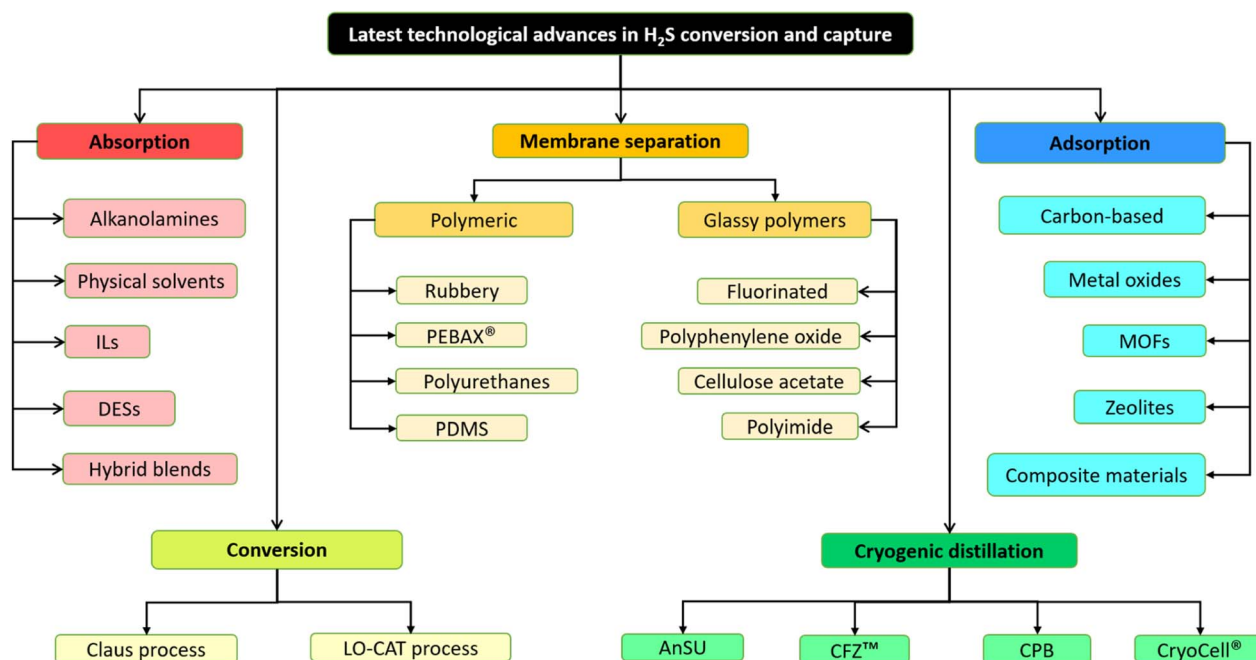 Latest technological advances in H₂S conversion and capture
Absorption
Alkanolamines
Physical solvents
ILs
DESs
Hybrid blends
Membrane separation
Polymeric
Rubbery
PEBAX®
Polyurethanes
PDMS
Glassy polymers
Fluorinated
Polyphenylene oxide
Cellulose acetate
Polyimide
Adsorption
Carbon-based
Metal oxides
MOFs
Zeolites
Composite materials
Conversion
Claus process
LO-CAT process
Cryogenic distillation
AnSU
CFZ™
CPB
CryoCell®